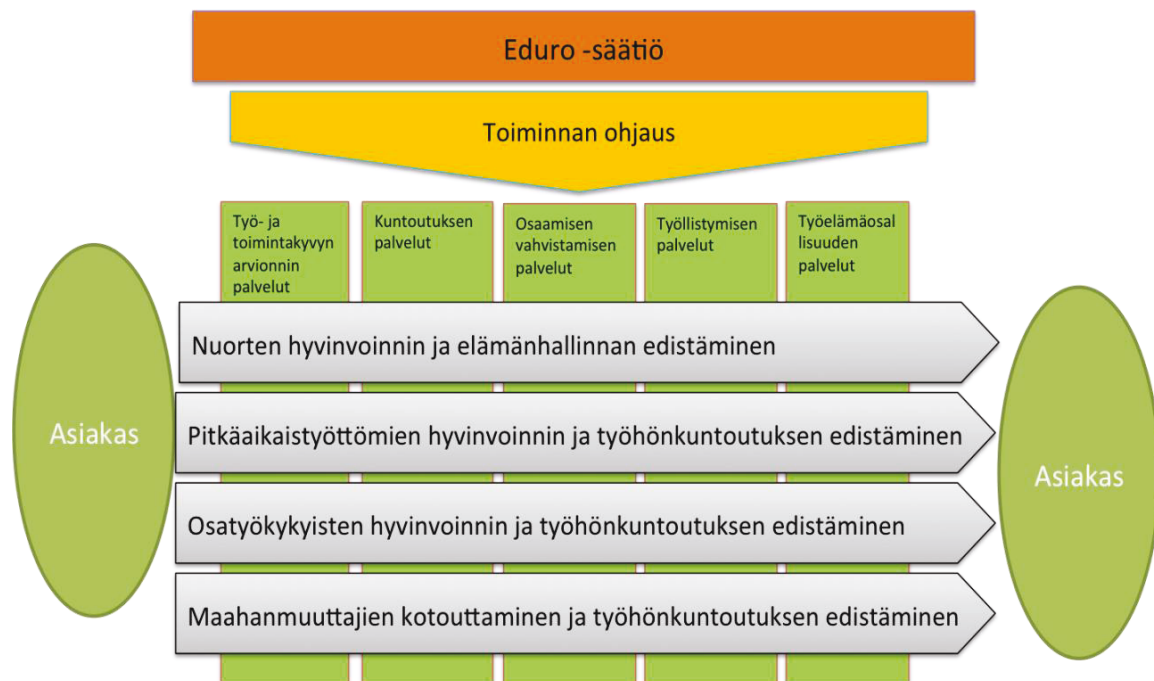 Eduro -säätiö
Toiminnan ohjaus
Työ- ja
toimintakyvyn
arvionnin
palvelut
Kuntoutuksen
palvelut
Osaamisen
vahvistamisen
palvelut
Työllistymisen
palvelut
Työelämäosal
lisuuden
palvelut
Asiakas
Nuorten hyvinvoinnin ja elämänhallinnan edistäminen
Pitkäaikaistyöttömien hyvinvoinnin ja työhönkuntoutuksen edistäminen
Osatyökykyisten hyvinvoinnin ja työhönkuntoutuksen edistäminen
Maahanmuuttajien kotouttaminen ja työhönkuntoutuksen edistäminen
Asiakas